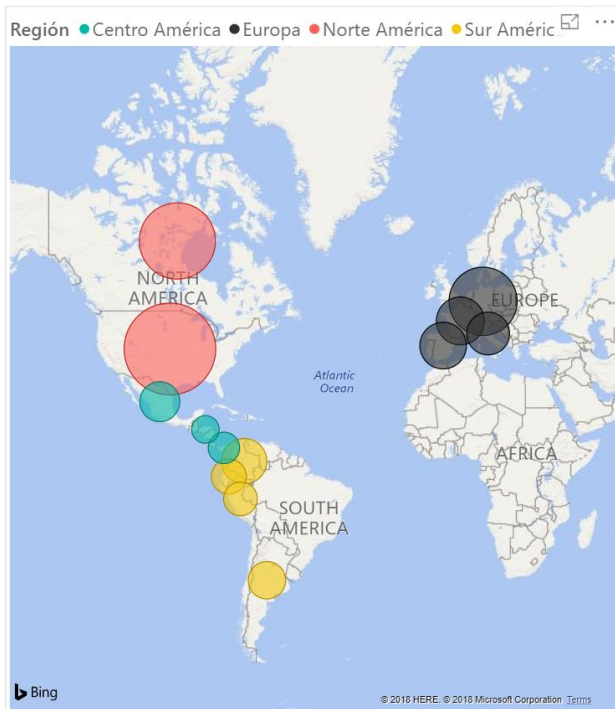 Región Centro América Europa Norte América Sur Améric
NORTH
AMERICA
EUROPE
Atlantic
Ocean
AFRICA
SOUTH
AMERICA
Bing
© 2018 HERE, © 2018 Microsoft Corporation Terms